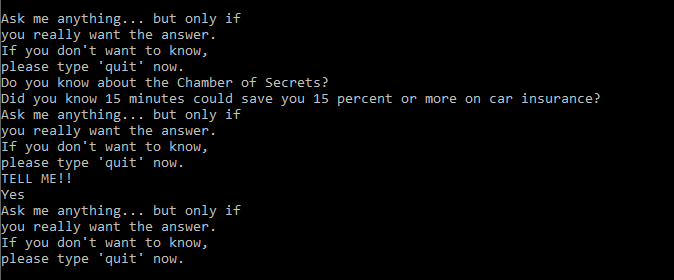 Ask me anything... but only if
you really want the answer.
If you don't want to know,
please type 'quit' now.
Do you know about the Chamber of Secrets?
Did you know 15 minutes could save you 15 percent or more on car insurance?
Ask me anything... but only if
you really want the answer.
If you don't want to know,
please type 'quit' now.
TELL ME!!
Yes
Ask me anything... but only if
you really want the answer.
If you don't want to know,
please type 'quit' now.